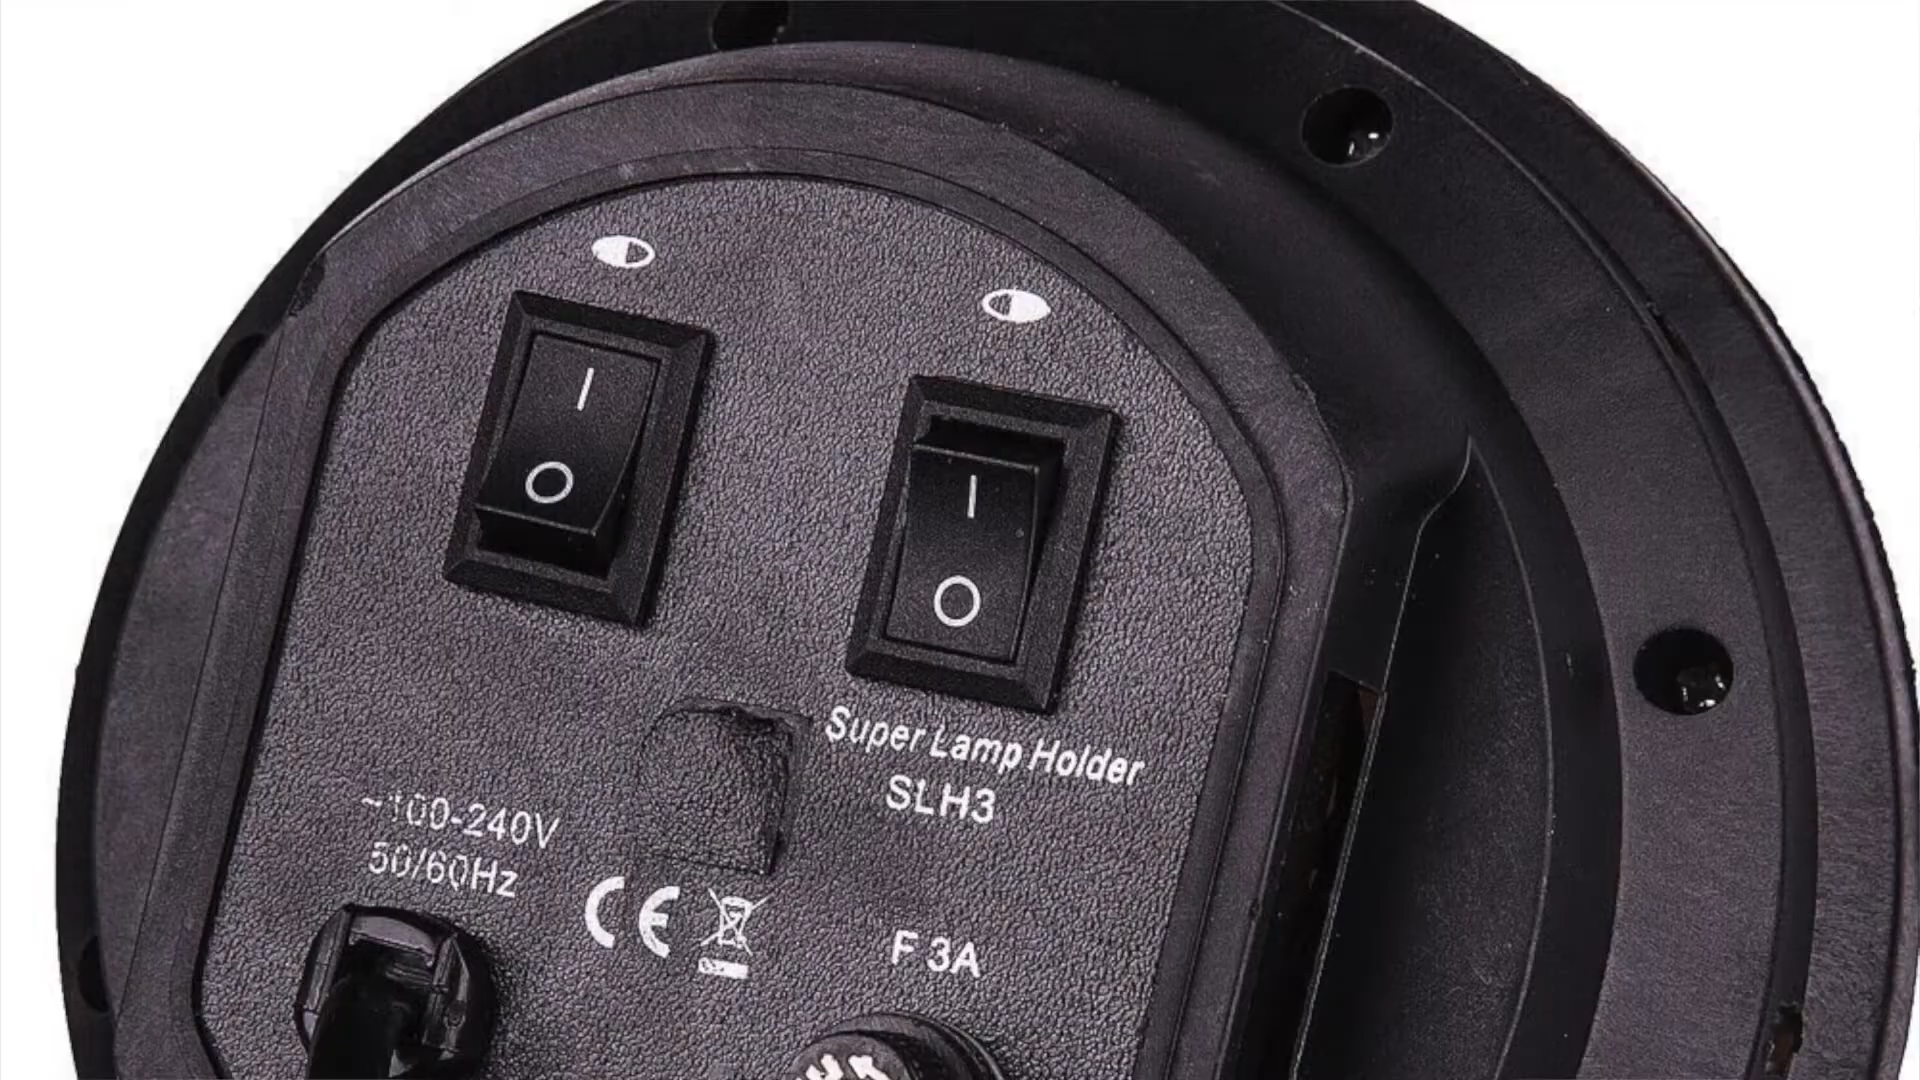 I
O
I
O
Super Lamp Holder
SLH3
~100-240V
50/60Hz
CE
F 3A